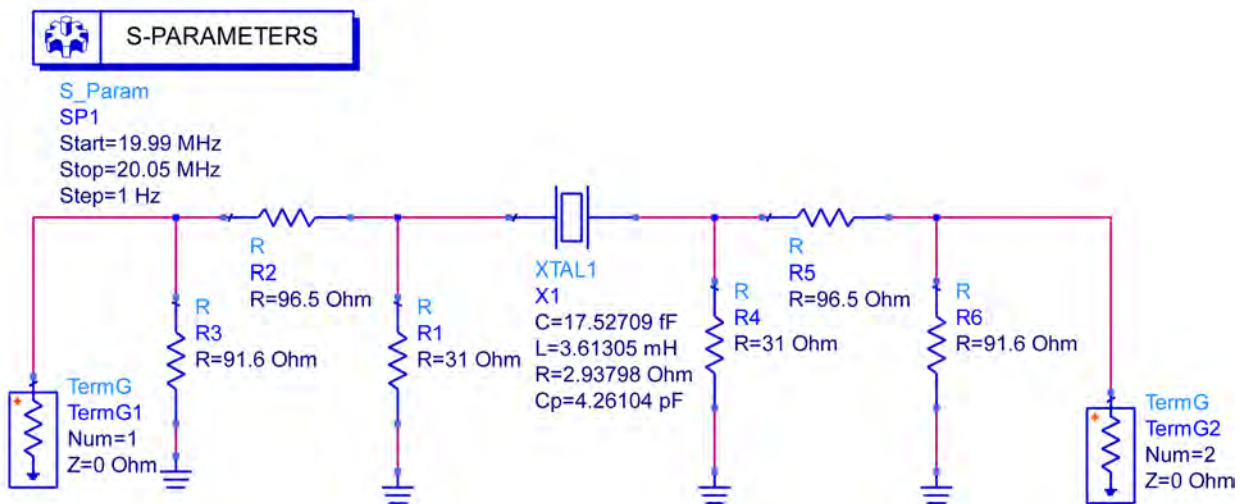 S-PARAMETERS
S_Param
SP1
Start=19.99 MHz
Stop=20.05 MHz
Step=1 Hz
R
R2
R=96.5 Ohm
R
R3
R=91.6 Ohm
R
R1
R=31 Ohm
XTAL1
X1
C=17.52709 fF
L=3.61305 mH
R=2.93798 Ohm
Cp=4.26104 pF
R
R4
R=31 Ohm
R
R5
R=96.5 Ohm
R
R6
R=91.6 Ohm
TermG
TermG1
Num=1
Z=0 Ohm
TermG
TermG2
Num=2
Z=0 Ohm